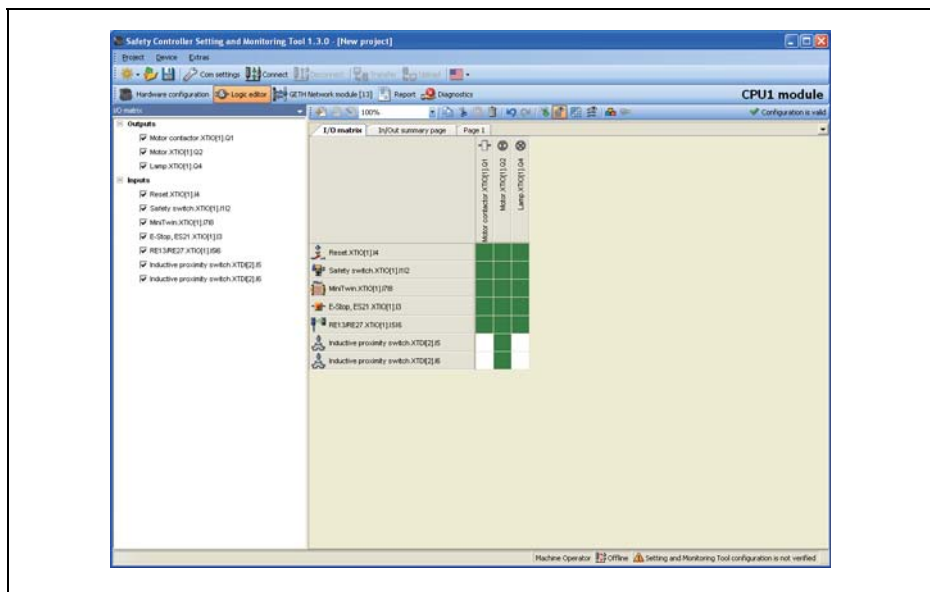 Safety Controller Setting and Monitoring Tool 1.3.0 - [New project]
Project Device Extras
Com settings Connect Disconnect Transfer Upload
Hardware configuration Logic editor GETH Network module [13] Report Diagnostics CPU1 module
I/O matrix 100% Configuration is valid
Outputs
Motor contactor.XTIO[1].Q1
Motor.XTIO[1].Q2
Lamp.XTIO[1].Q4
Inputs
Reset.XTIO[1].I4
Safety switch.XTIO[1].I1I2
MiniTwin.XTIO[1].I7I8
E-Stop, ES21.XTIO[1].I3
RE13/RE27.XTIO[1].I5I6
Inductive proximity switch.XTDI[2].I5
Inductive proximity switch.XTDI[2].I6
I/O matrix In/Out summary page Page 1
Motor contactor.XTIO[1].Q1
Motor.XTIO[1].Q2
Lamp.XTIO[1].Q4
Reset.XTIO[1].I4
Safety switch.XTIO[1].I1I2
MiniTwin.XTIO[1].I7I8
E-Stop, ES21.XTIO[1].I3
RE13/RE27.XTIO[1].I5I6
Inductive proximity switch.XTDI[2].I5
Inductive proximity switch.XTDI[2].I6
Machine Operator Offline Setting and Monitoring Tool configuration is not verified